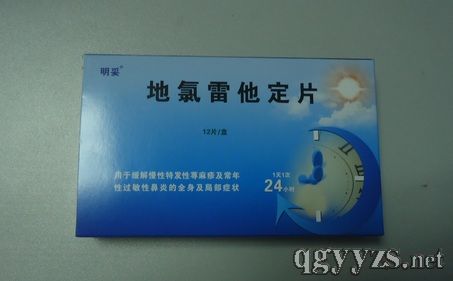 明妥®
地氯雷他定片
12片/盒
用于缓解慢性特发性荨麻疹及常年
性过敏性鼻炎的全身及局部症状
1天1次
24小时
qgyyzs.net